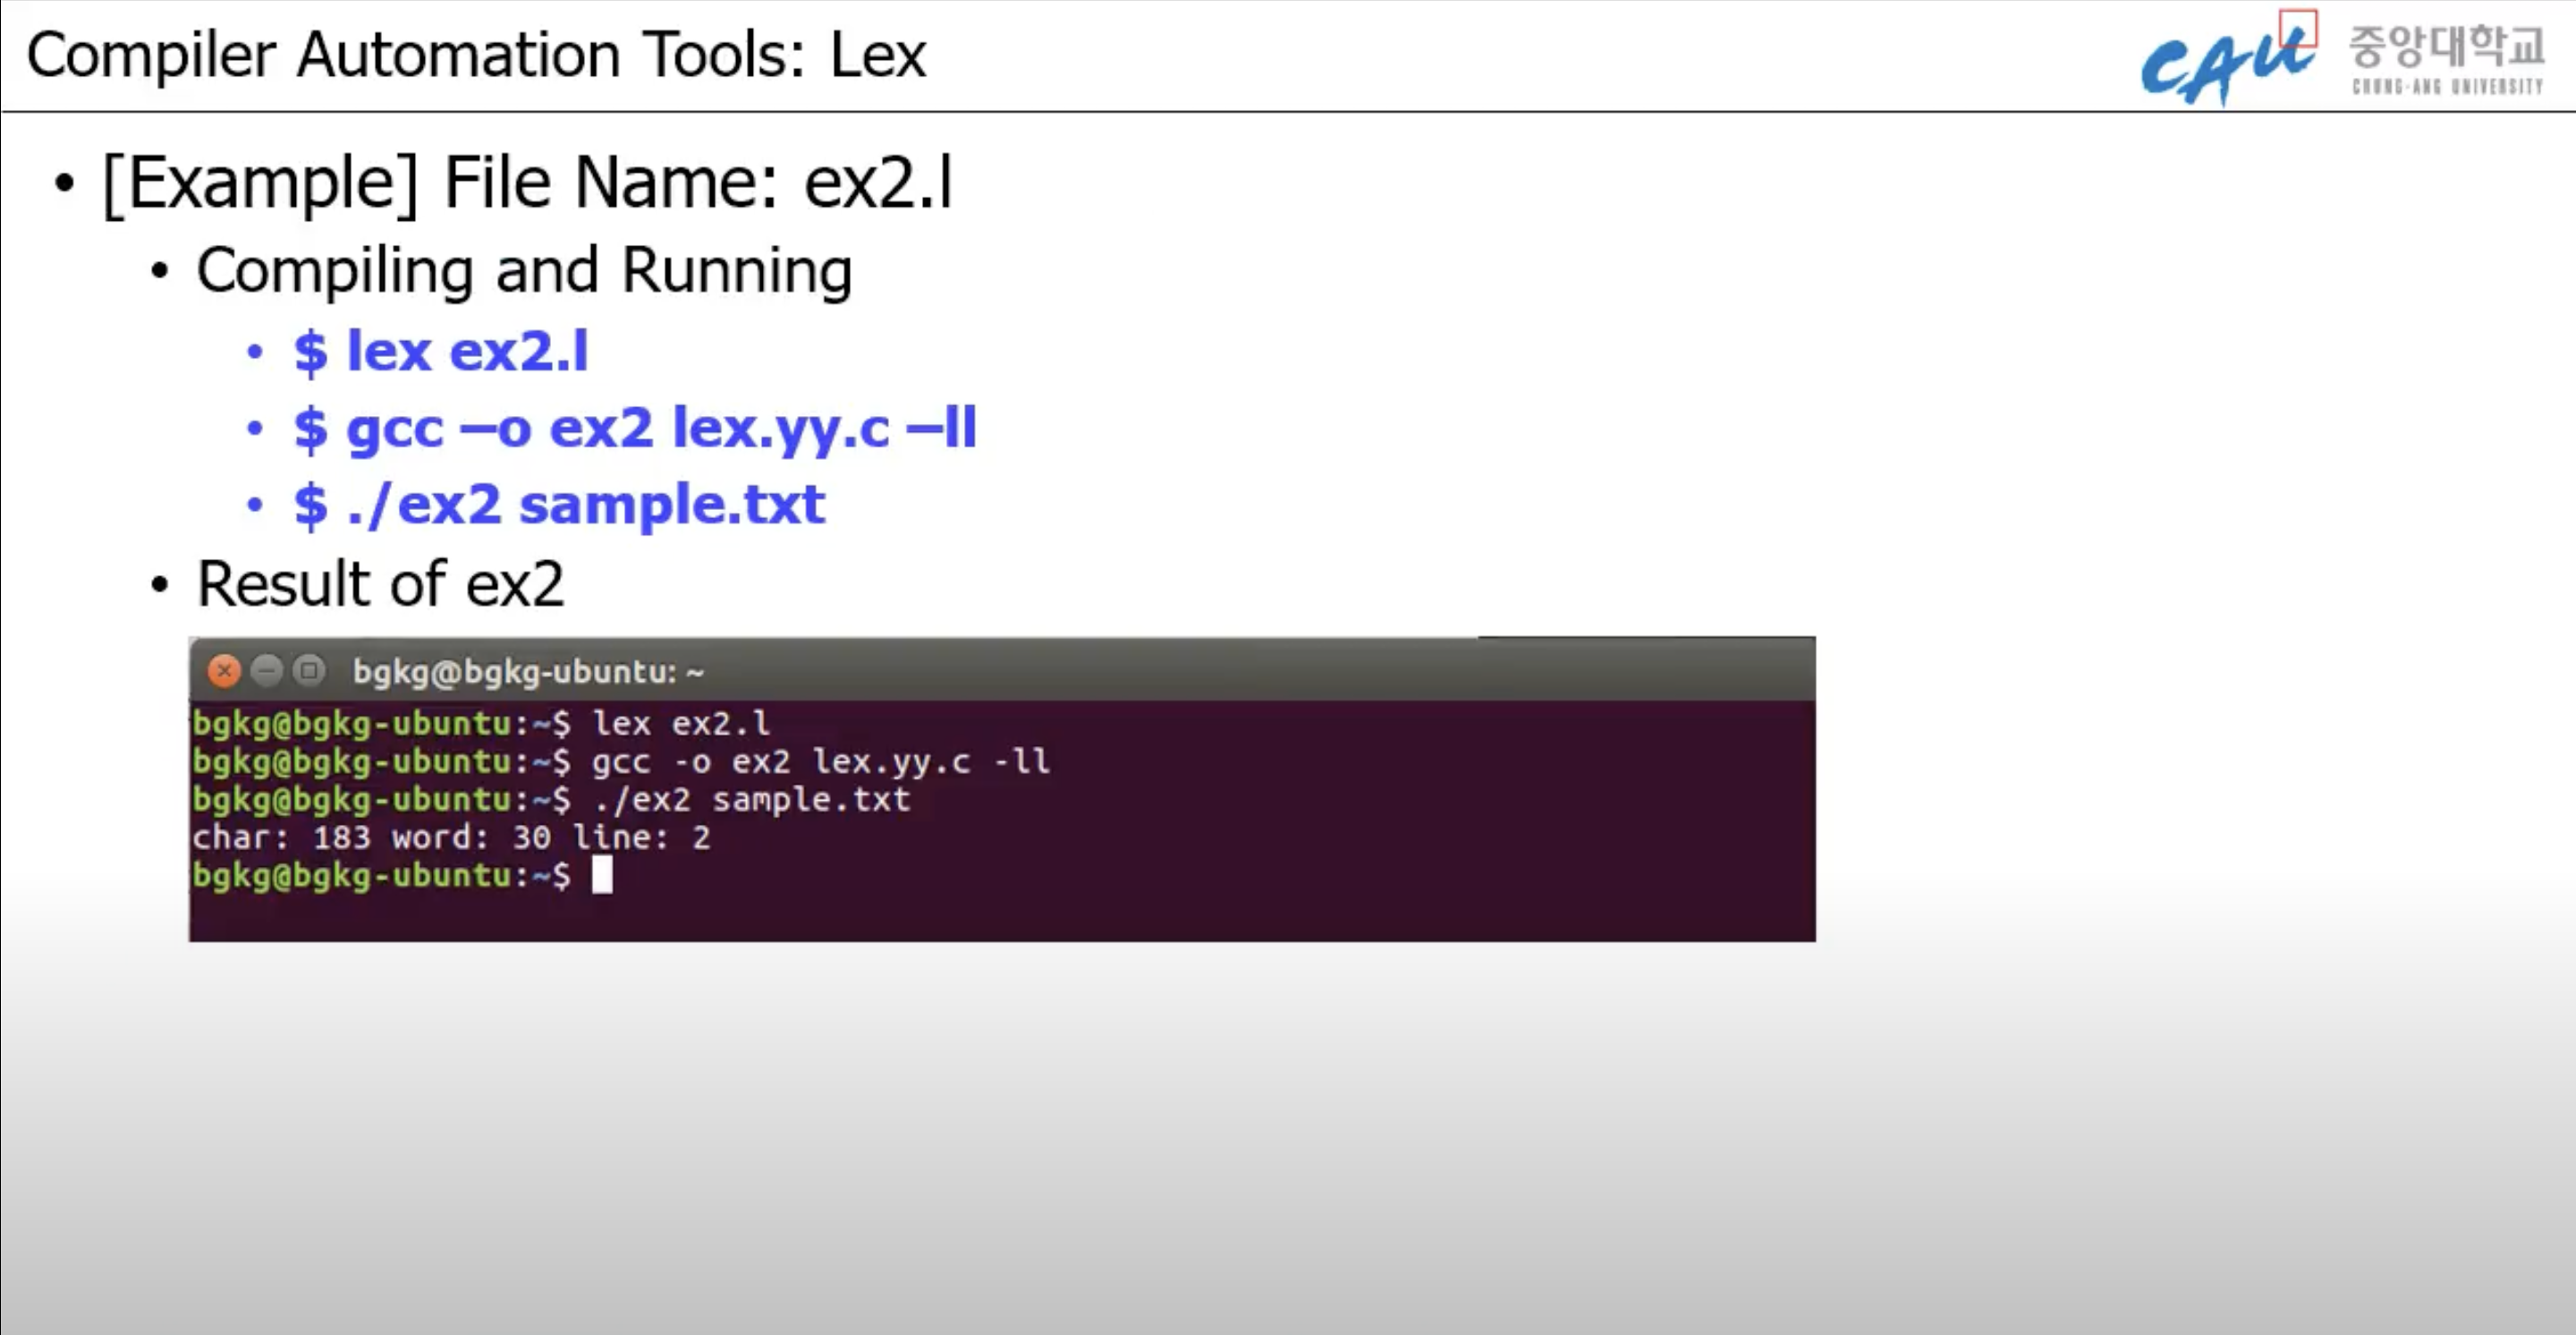 Compiler Automation Tools: Lex
CAU
중앙대학교
CHUNG-ANG UNIVERSITY
• [Example] File Name: ex2.l
• Compiling and Running
• $ lex ex2.l
• $ gcc –o ex2 lex.yy.c –ll
• $ ./ex2 sample.txt
• Result of ex2
bgkg@bgkg-ubuntu: ~
bgkg@bgkg-ubuntu:~$ lex ex2.l
bgkg@bgkg-ubuntu:~$ gcc -o ex2 lex.yy.c -ll
bgkg@bgkg-ubuntu:~$ ./ex2 sample.txt
char: 183 word: 30 line: 2
bgkg@bgkg-ubuntu:~$